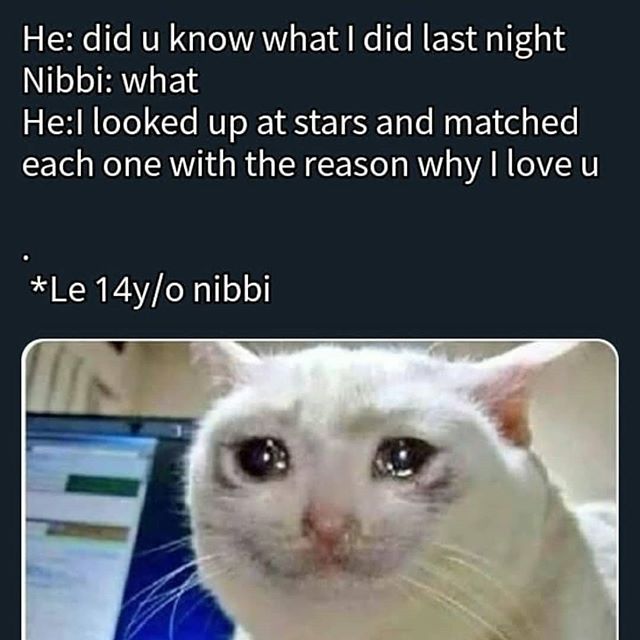 He: did u know what I did last night
Nibbi: what
He:I looked up at stars and matched
each one with the reason why I love u
.
*Le 14y/o nibbi